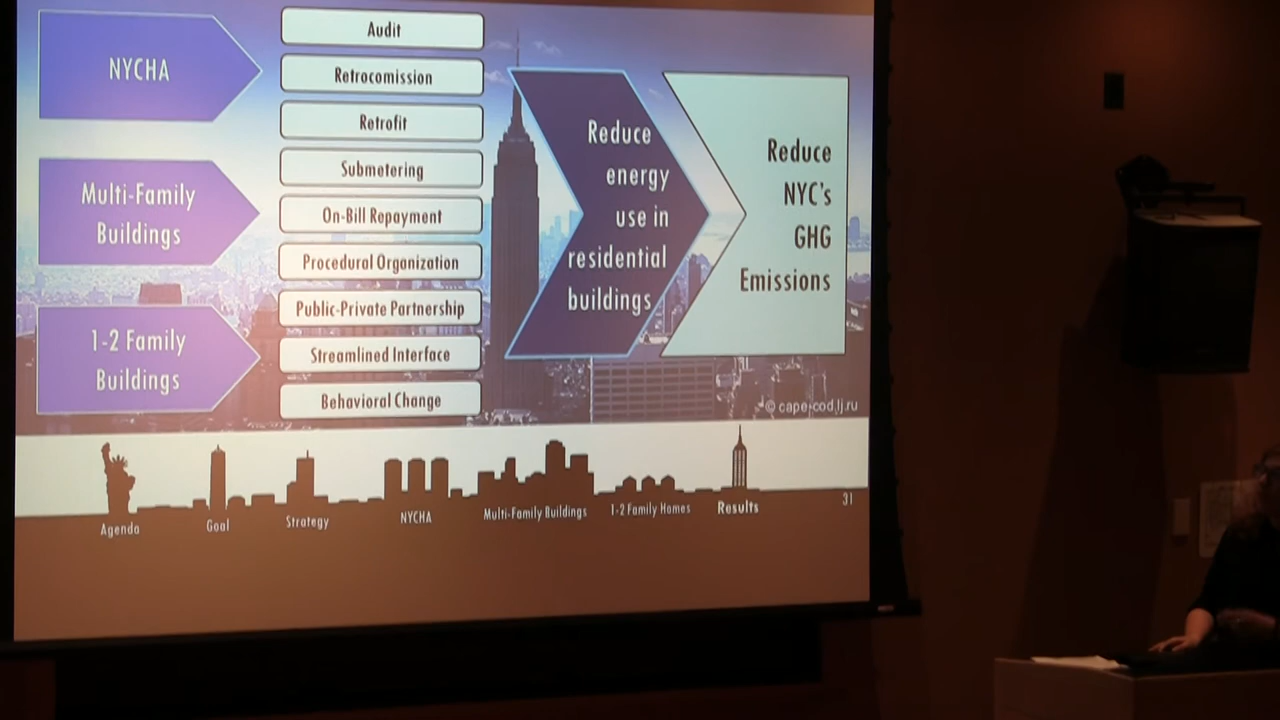 NYCHA
Multi-Family
Buildings
1-2 Family
Buildings
Audit
Retrocomission
Retrofit
Submetering
On-Bill Repayment
Procedural Organization
Public-Private Partnership
Streamlined Interface
Behavioral Change
Reduce
energy
use in
residential
buildings
Reduce
NYC's
GHG
Emissions
© cape-cod.lj.ru
Agenda
Goal
Strategy
NYCHA
Multi-Family Buildings
1-2 Family Homes
Results
31